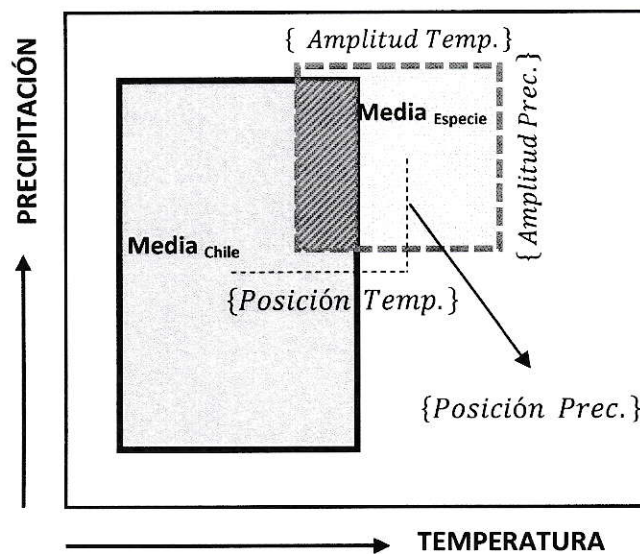 { Amplitud Temp.}
Media Especie
{Amplitud Prec.}
PRECIPITACIÓN
Media Chile
{Posición Temp.}
{Posición Prec.}
TEMPERATURA